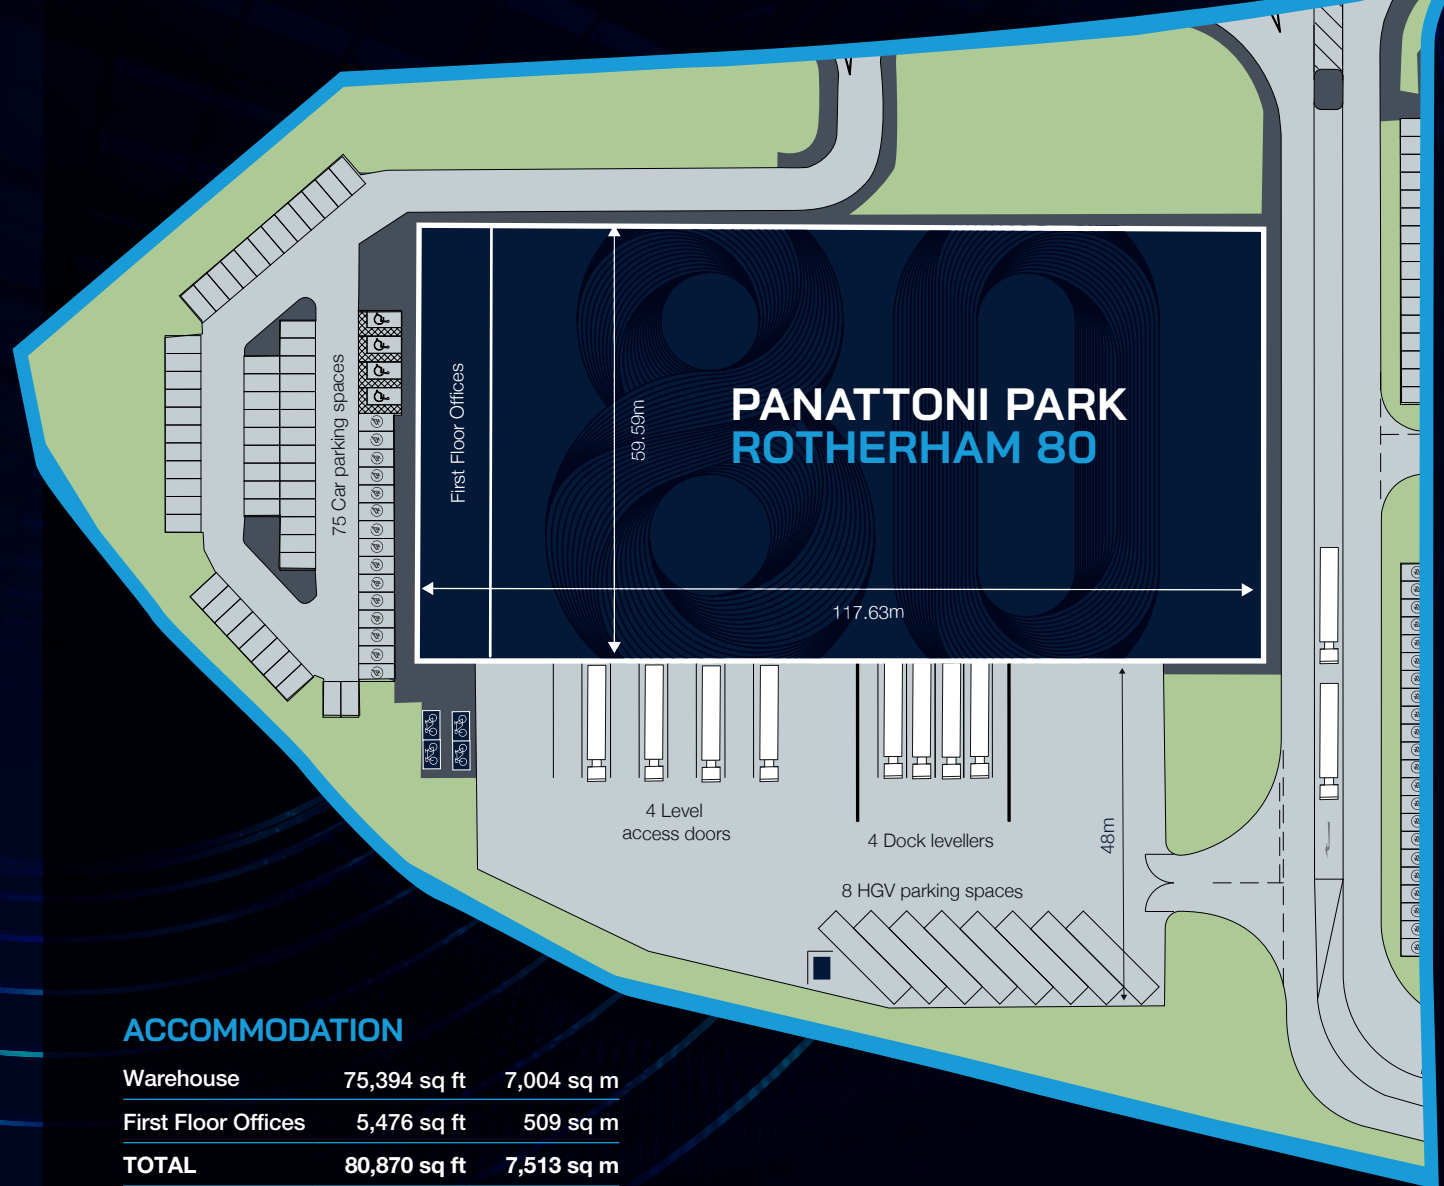 PANATTONI PARK
ROTHERHAM 80
First Floor Offices
59.59m
117.63m
75 Car parking spaces
4 Level
access doors
4 Dock levellers
48m
8 HGV parking spaces
ACCOMMODATION
Warehouse 75,394 sq ft 7,004 sq m
First Floor Offices 5,476 sq ft 509 sq m
TOTAL 80,870 sq ft 7,513 sq m